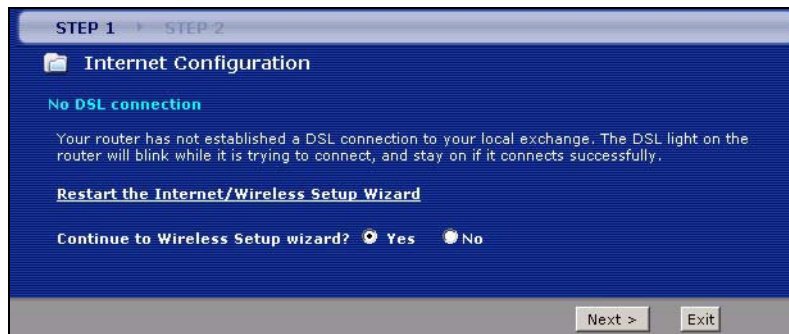 STEP 1 STEP 2
Internet Configuration
No DSL connection
Your router has not established a DSL connection to your local exchange. The DSL light on the
router will blink while it is trying to connect, and stay on if it connects successfully.
Restart the Internet/Wireless Setup Wizard
Continue to Wireless Setup wizard? Yes No
Next > Exit